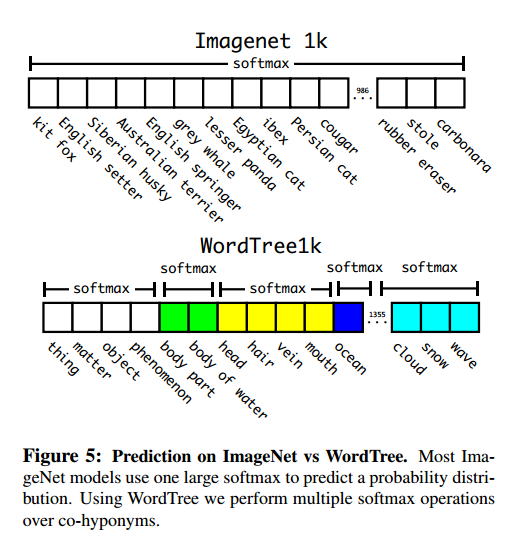 Imagenet 1k
softmax
986
...
kit fox
English setter
Siberian husky
Australian terrier
English springer
grey whale
lesser panda
Egyptian cat
ibex
Persian cat
cougar
rubber eraser
stole
carbonara
WordTree1k
softmax
softmax
softmax
softmax
softmax
1355
...
thing
matter
object
phenomenon
body part
body of water
head
hair
vein
mouth
ocean
cloud
snow
wave
Figure 5: Prediction on ImageNet vs WordTree. Most Ima-
geNet models use one large softmax to predict a probability distri-
bution. Using WordTree we perform multiple softmax operations
over co-hyponyms.